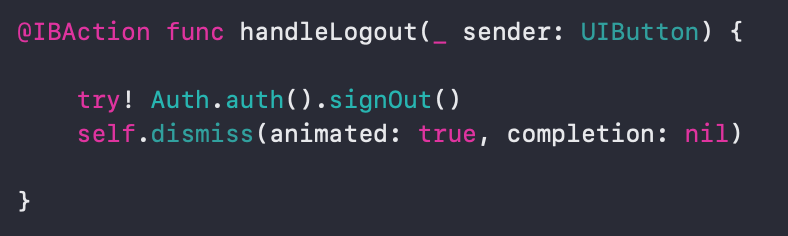 @IBAction func handleLogout(_ sender: UIButton) {
try! Auth.auth().signOut()
self.dismiss(animated: true, completion: nil)
}